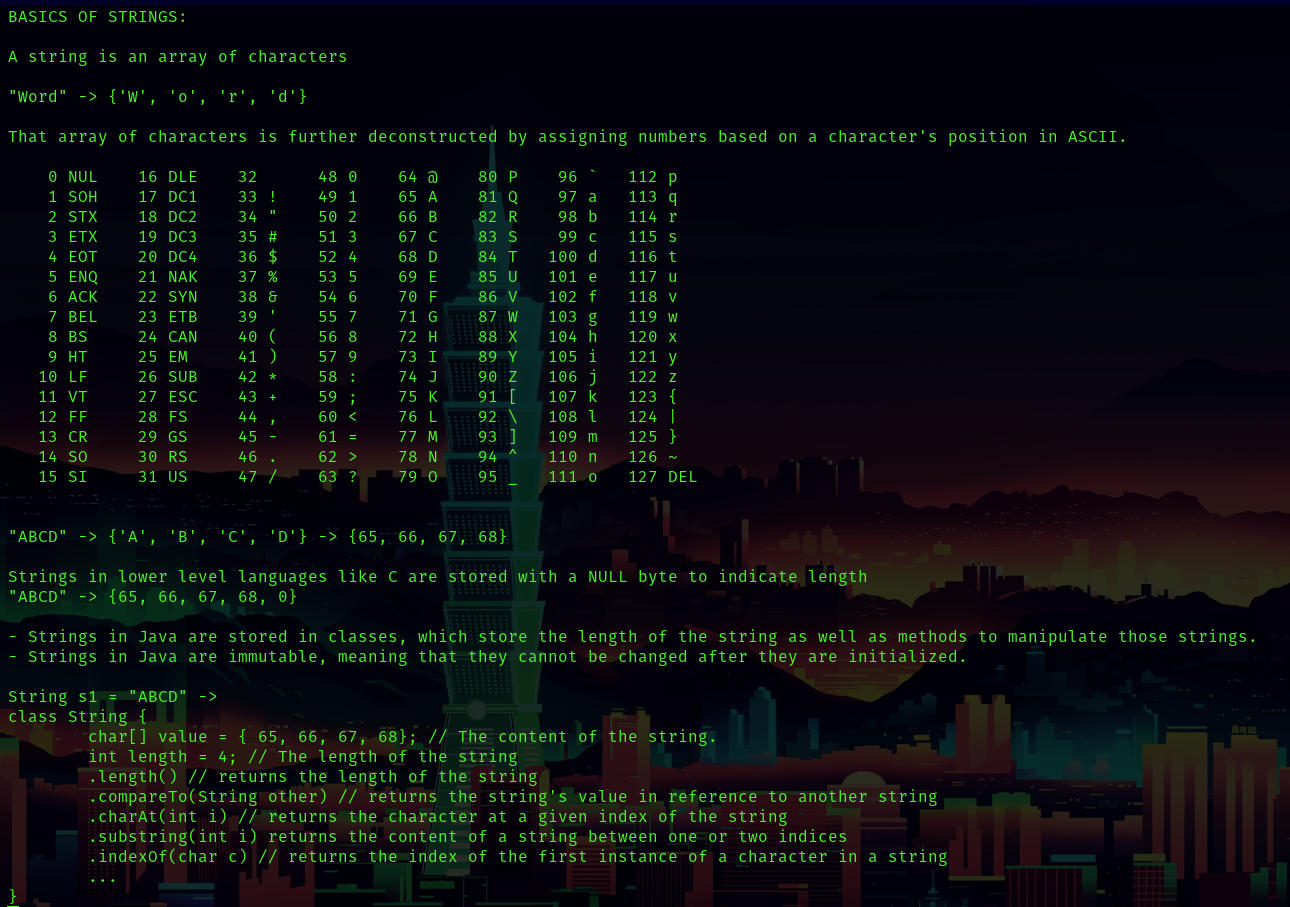 BASICS OF STRINGS:
A string is an array of characters
"Word" -> {'W', 'o', 'r', 'd'}
That array of characters is further deconstructed by assigning numbers based on a character's position in ASCII.
0 NUL    16 DLE    32      48 0    64 @    80 P     96 `   112 p
1 SOH    17 DC1    33 !    49 1    65 A    81 Q     97 a   113 q
2 STX    18 DC2    34 "    50 2    66 B    82 R     98 b   114 r
3 ETX    19 DC3    35 #    51 3    67 C    83 S     99 c   115 s
4 EOT    20 DC4    36 $    52 4    68 D    84 T    100 d   116 t
5 ENQ    21 NAK    37 %    53 5    69 E    85 U    101 e   117 u
6 ACK    22 SYN    38 &    54 6    70 F    86 V    102 f   118 v
7 BEL    23 ETB    39 '    55 7    71 G    87 W    103 g   119 w
8 BS     24 CAN    40 (    56 8    72 H    88 X    104 h   120 x
9 HT     25 EM     41 )    57 9    73 I    89 Y    105 i   121 y
10 LF     26 SUB    42 *    58 :    74 J    90 Z    106 j   122 z
11 VT     27 ESC    43 +    59 ;    75 K    91 [    107 k   123 {
12 FF     28 FS     44 ,    60 <    76 L    92 \    108 l   124 |
13 CR     29 GS     45 -    61 =    77 M    93 ]    109 m   125 }
14 SO     30 RS     46 .    62 >    78 N    94 ^    110 n   126 ~
15 SI     31 US     47 /    63 ?    79 O    95 _    111 o   127 DEL
"ABCD" -> {'A', 'B', 'C', 'D'} -> {65, 66, 67, 68}
Strings in lower level languages like C are stored with a NULL byte to indicate length
"ABCD" -> {65, 66, 67, 68, 0}
- Strings in Java are stored in classes, which store the length of the string as well as methods to manipulate those strings.
- Strings in Java are immutable, meaning that they cannot be changed after they are initialized.
String s1 = "ABCD" ->
class String {
char[] value = { 65, 66, 67, 68}; // The content of the string.
int length = 4; // The length of the string
.length() // returns the length of the string
.compareTo(String other) // returns the string's value in reference to another string
.charAt(int i) // returns the character at a given index of the string
.substring(int i) returns the content of a string between one or two indices
.indexOf(char c) // returns the index of the first instance of a character in a string
...
}